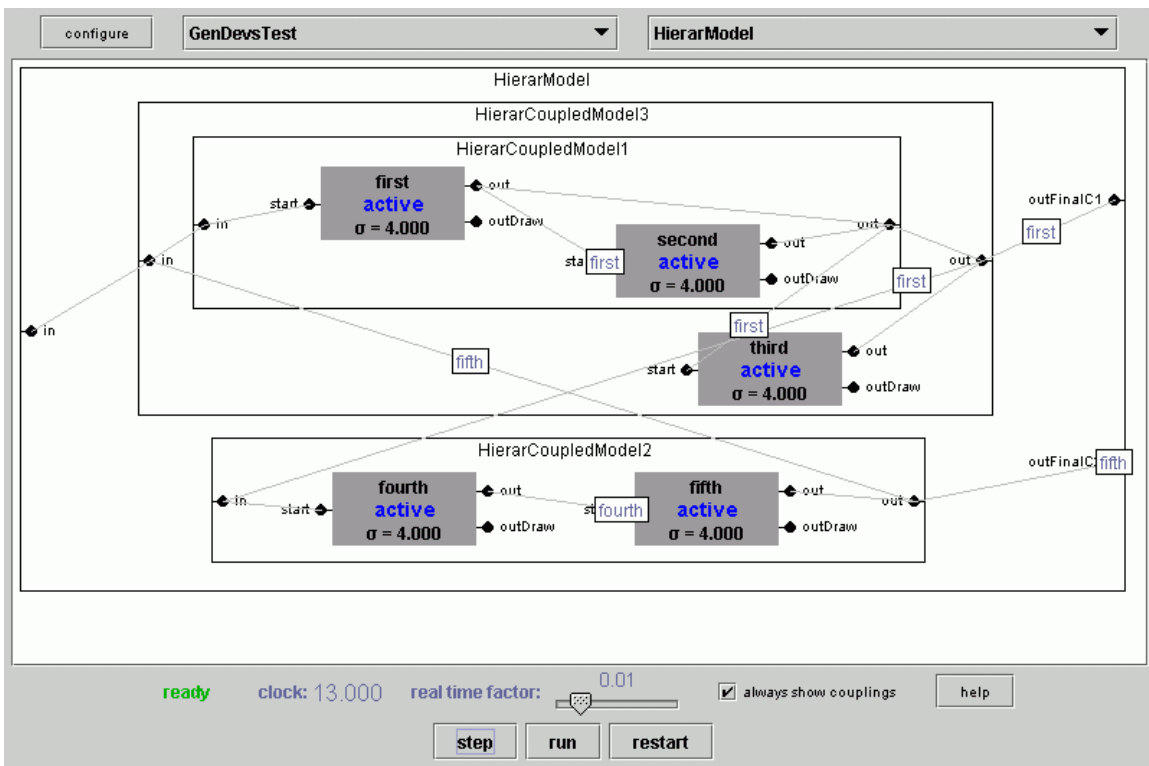 configure GenDevsTest HierarModel
HierarModel
HierarCoupledModel3
HierarCoupledModel1
first
active
σ = 4.000
start
out
outDraw
in
second
active
σ = 4.000
first
out
outDraw
out
in
out
first
outFinalC1
first
in
first
third
active
σ = 4.000
start
out
outDraw
fifth
HierarCoupledModel2
in
start
fourth
active
σ = 4.000
out
outDraw
fourth
fifth
active
σ = 4.000
out
outDraw
out
fifth
ready clock: 13.000 real time factor: 0.01 always show couplings help
step run restart